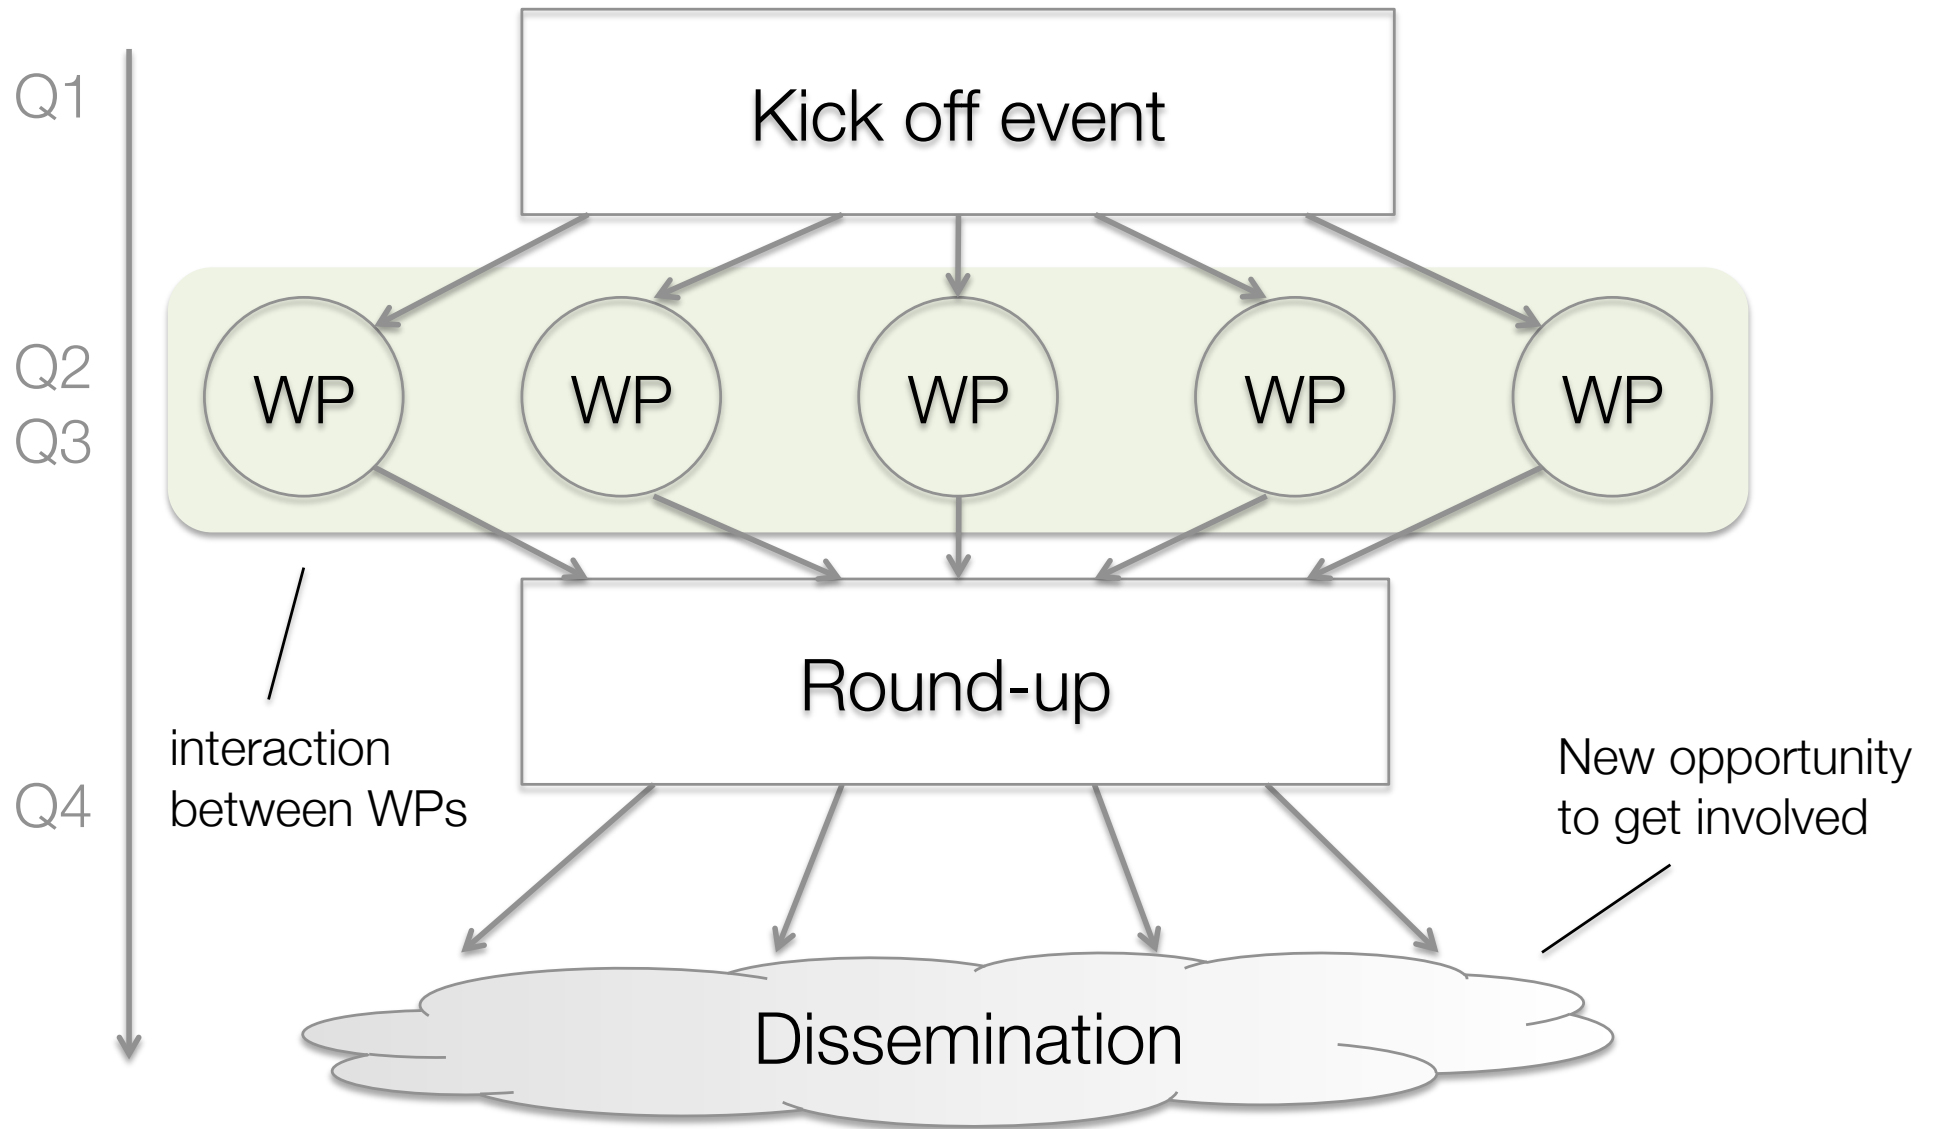 Q1
Kick off event
Q2
Q3
WP
WP
WP
WP
WP
Round-up
interaction
between WPs
New opportunity
to get involved
Q4
Dissemination